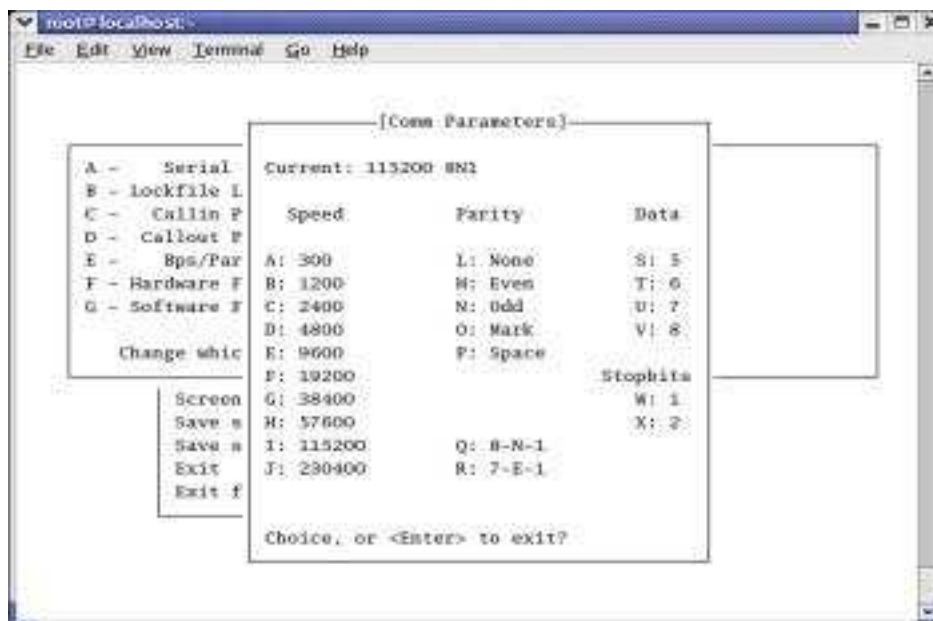 root@localhost:~
File Edit View Terminal Go Help
[Comm Parameters]
A - Serial
B - Lockfile L
C - Callin P
D - Callout P
E - Bps/Par
F - Hardware F
G - Software F
Change whic
Screen
Save s
Save s
Exit
Exit f
Current: 115200 8N1
Speed Parity Data
A: 300 L: None S: 5
B: 1200 M: Even T: 6
C: 2400 N: Odd U: 7
D: 4800 O: Mark V: 8
E: 9600 P: Space
F: 19200 Stopbits
G: 38400 W: 1
H: 57600 X: 2
I: 115200 Q: 8-N-1
J: 230400 R: 7-E-1
Choice, or <Enter> to exit?